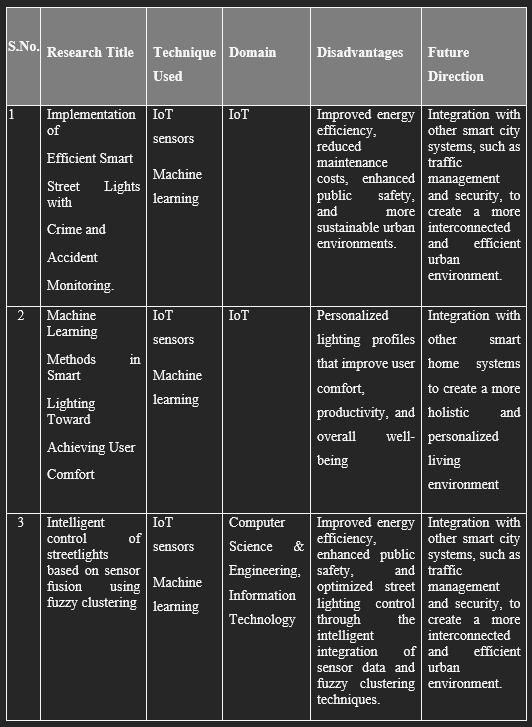 S.No.
Research Title
Technique
Used
Domain
Disadvantages
Future
Direction
1
Implementation
of
Efficient Smart
Street Lights
with
Crime and
Accident
Monitoring.
IoT
sensors
Machine
learning
IoT
Improved energy
efficiency,
reduced
maintenance
costs, enhanced
public safety,
and more
sustainable urban
environments.
Integration with
other smart city
systems, such as
traffic
management
and security, to
create a more
interconnected
and efficient
urban
environment.
2
Machine
Learning
Methods in
Smart
Lighting
Toward
Achieving User
Comfort
IoT
sensors
Machine
learning
IoT
Personalized
lighting profiles
that improve user
comfort,
productivity, and
overall well-
being
Integration with
other smart
home systems
to create a more
holistic and
personalized
living
environment
3
Intelligent
control of
streetlights
based on sensor
fusion using
fuzzy clustering
IoT
sensors
Machine
learning
Computer
Science &
Engineering,
Information
Technology
Improved energy
efficiency,
enhanced public
safety, and
optimized street
lighting control
through the
intelligent
integration of
sensor data and
fuzzy clustering
techniques.
Integration with
other smart city
systems, such as
traffic
management
and security, to
create a more
interconnected
and efficient
urban
environment.